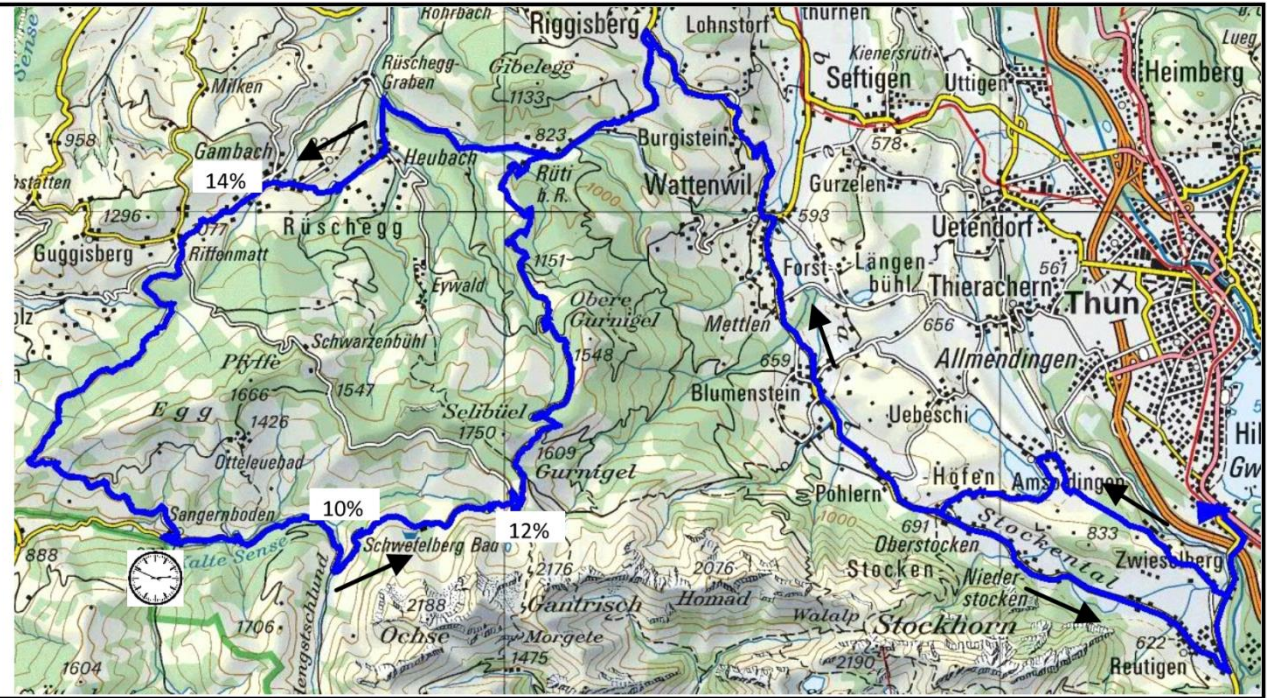 Rohrbach
Riggisberg
Lohnstorf
thurnen
Lueg
Sense
Rüschegg-
Graben
Gibelegg
Kienersrüti
Seftigen
Uttigen
Heimberg
Milken
1133
958
823
Burgistein
578
Gambach
Heubach
Rüti
b. R.
14%
1000
Wattenwil
Gurzelen
1296
593
Uetendorf
Rüschegg
Guggisberg
Riffenmatt
1151
Forst
Längen-
bühl
561
Thierachern
Thun
Eywald
Obere
Gurnigel
Mettlen
656
Schwarzenbühl
Pfyffe
1548
659
Allmendingen
1547
1666
Egg
1426
Selibüel
1750
Blumenstein
Uebeschi
Otteleuebad
1609
Gurnigel
Höfen
Amsoldingen
Pohlern
Sangernboden
10%
12%
1000
691
Stockental
833
888
Kalte Sense
Schwefelberg Bad
Oberstocken
Zwieselberg
2176
2076
Stocken
Nieder-
stocken
2188
Gantrisch
Homad
Walalp
Stockhorn
1706
Hengstschlund
Ochse
Morgete
622
1604
1475
2190
Reutigen